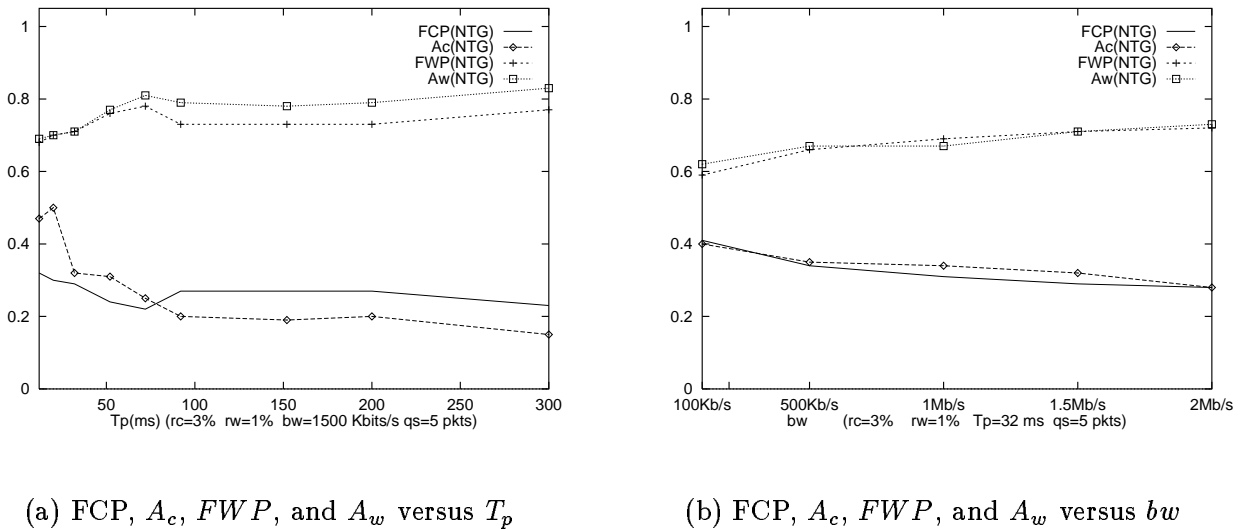 1
0.8
0.6
0.4
0.2
0
FCP(NTG)
Ac(NTG)
FWP(NTG)
Aw(NTG)
50 100 150 200 250 300
Tp(ms) (rc=3% rw=1% bw=1500 Kbits/s qs=5 pkts)
(a) FCP, A_c, FWP, and A_w versus T_p
1
0.8
0.6
0.4
0.2
0
FCP(NTG)
Ac(NTG)
FWP(NTG)
Aw(NTG)
100Kb/s 500Kb/s 1Mb/s 1.5Mb/s 2Mb/s
bw (rc=3% rw=1% Tp=32 ms qs=5 pkts)
(b) FCP, A_c, FWP, and A_w versus bw